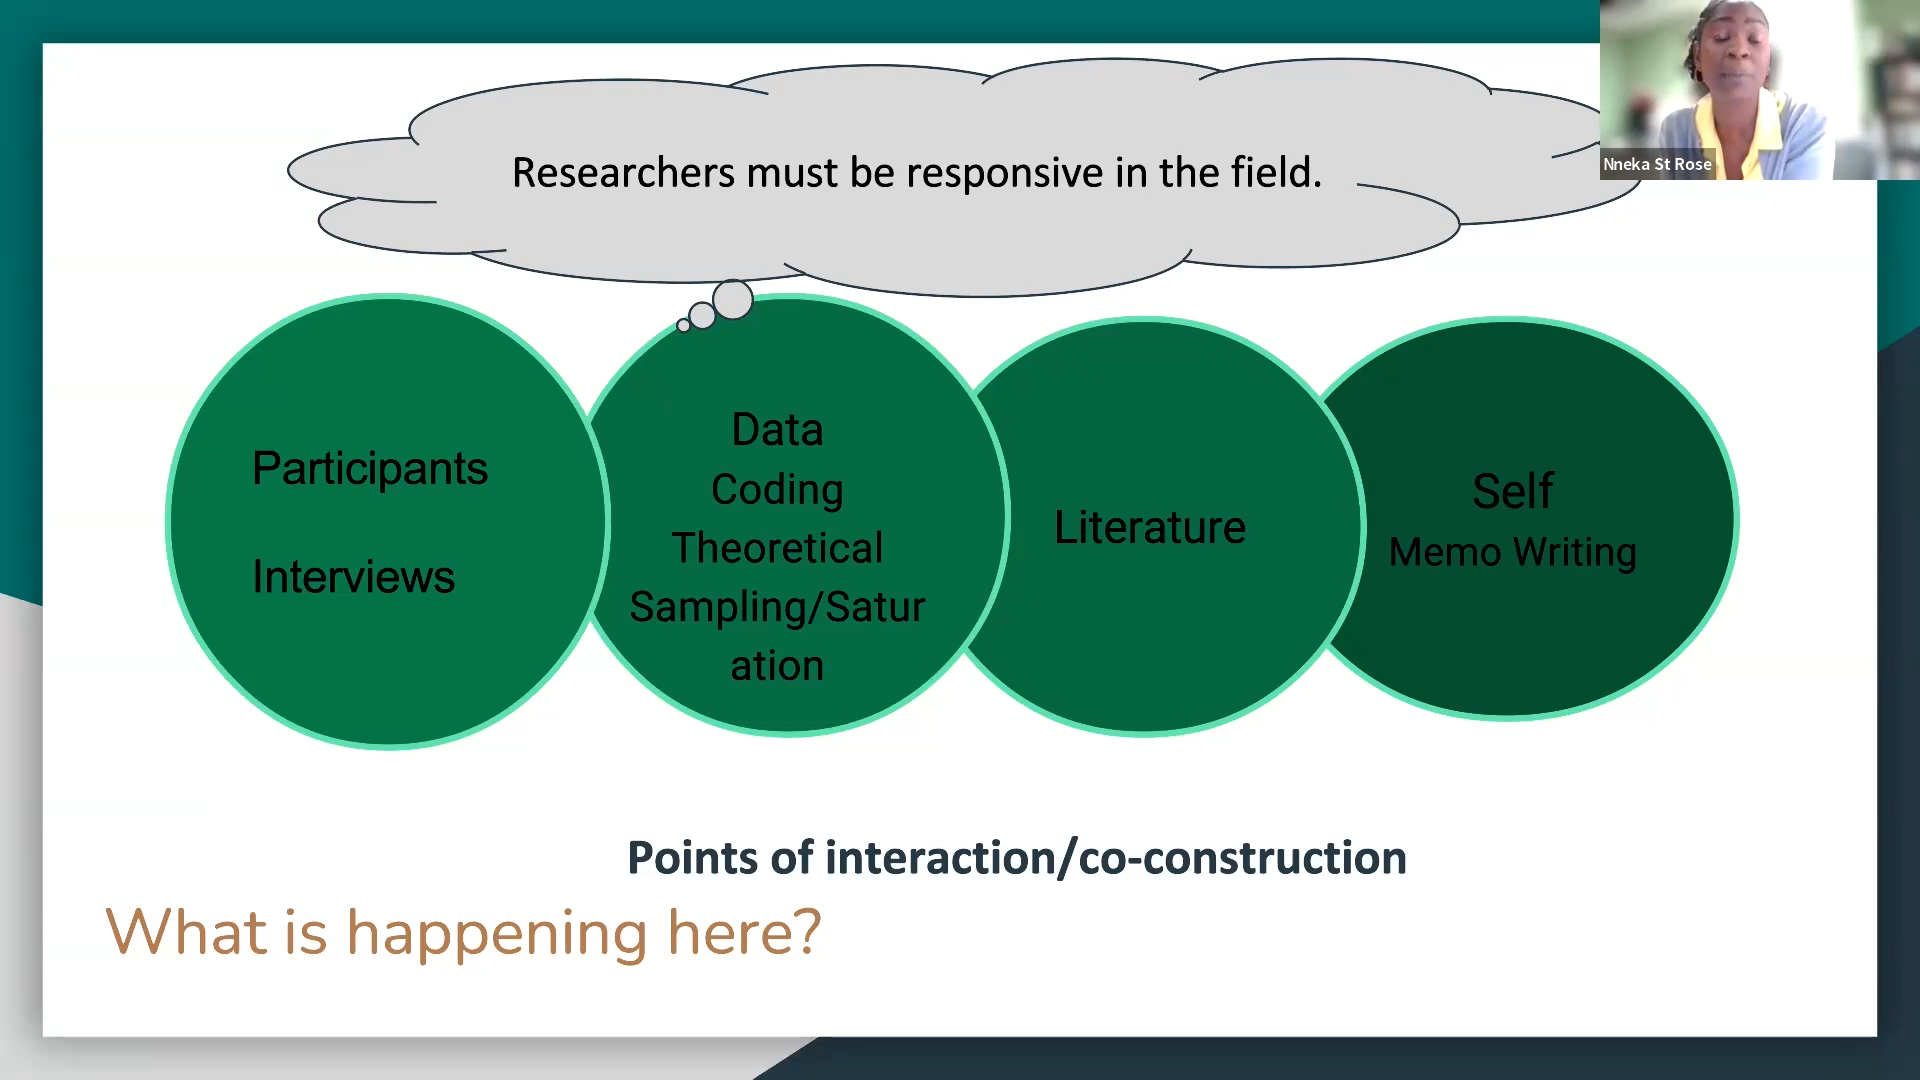 Nneka St Rose
Researchers must be responsive in the field.
Participants
Interviews
Data
Coding
Theoretical
Sampling/Satur
ation
Literature
Self
Memo Writing
Points of interaction/co-construction
What is happening here?